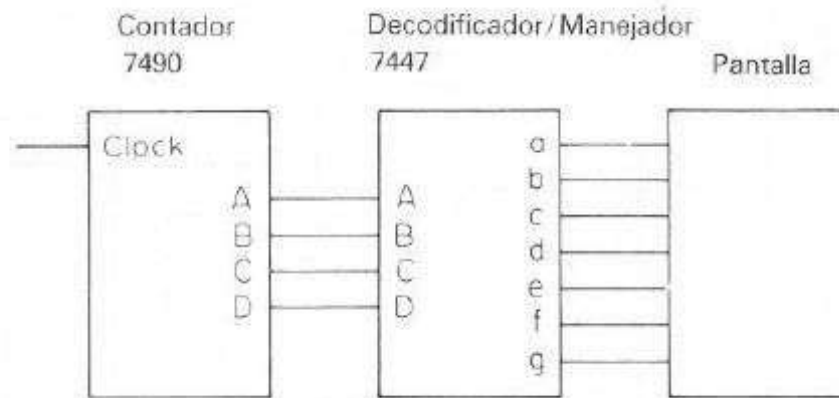 Contador
7490
Decodificador/Manejador
7447
Pantalla
Clock
A
B
C
D
A
B
C
D
a
b
c
d
e
f
g